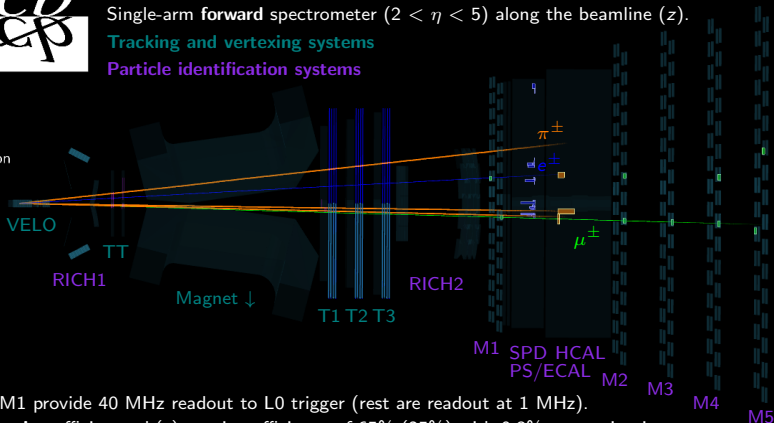 Single-arm forward spectrometer (2 < η < 5) along the beamline (z).
Tracking and vertexing systems
Particle identification systems
π±
e±
on
VELO
TT
RICH1
Magnet ↓
T1 T2 T3
RICH2
μ±
M1
SPD HCAL
PS/ECAL
M2
M3
M4
M5
M1 provide 40 MHz readout to L0 trigger (rest are readout at 1 MHz).